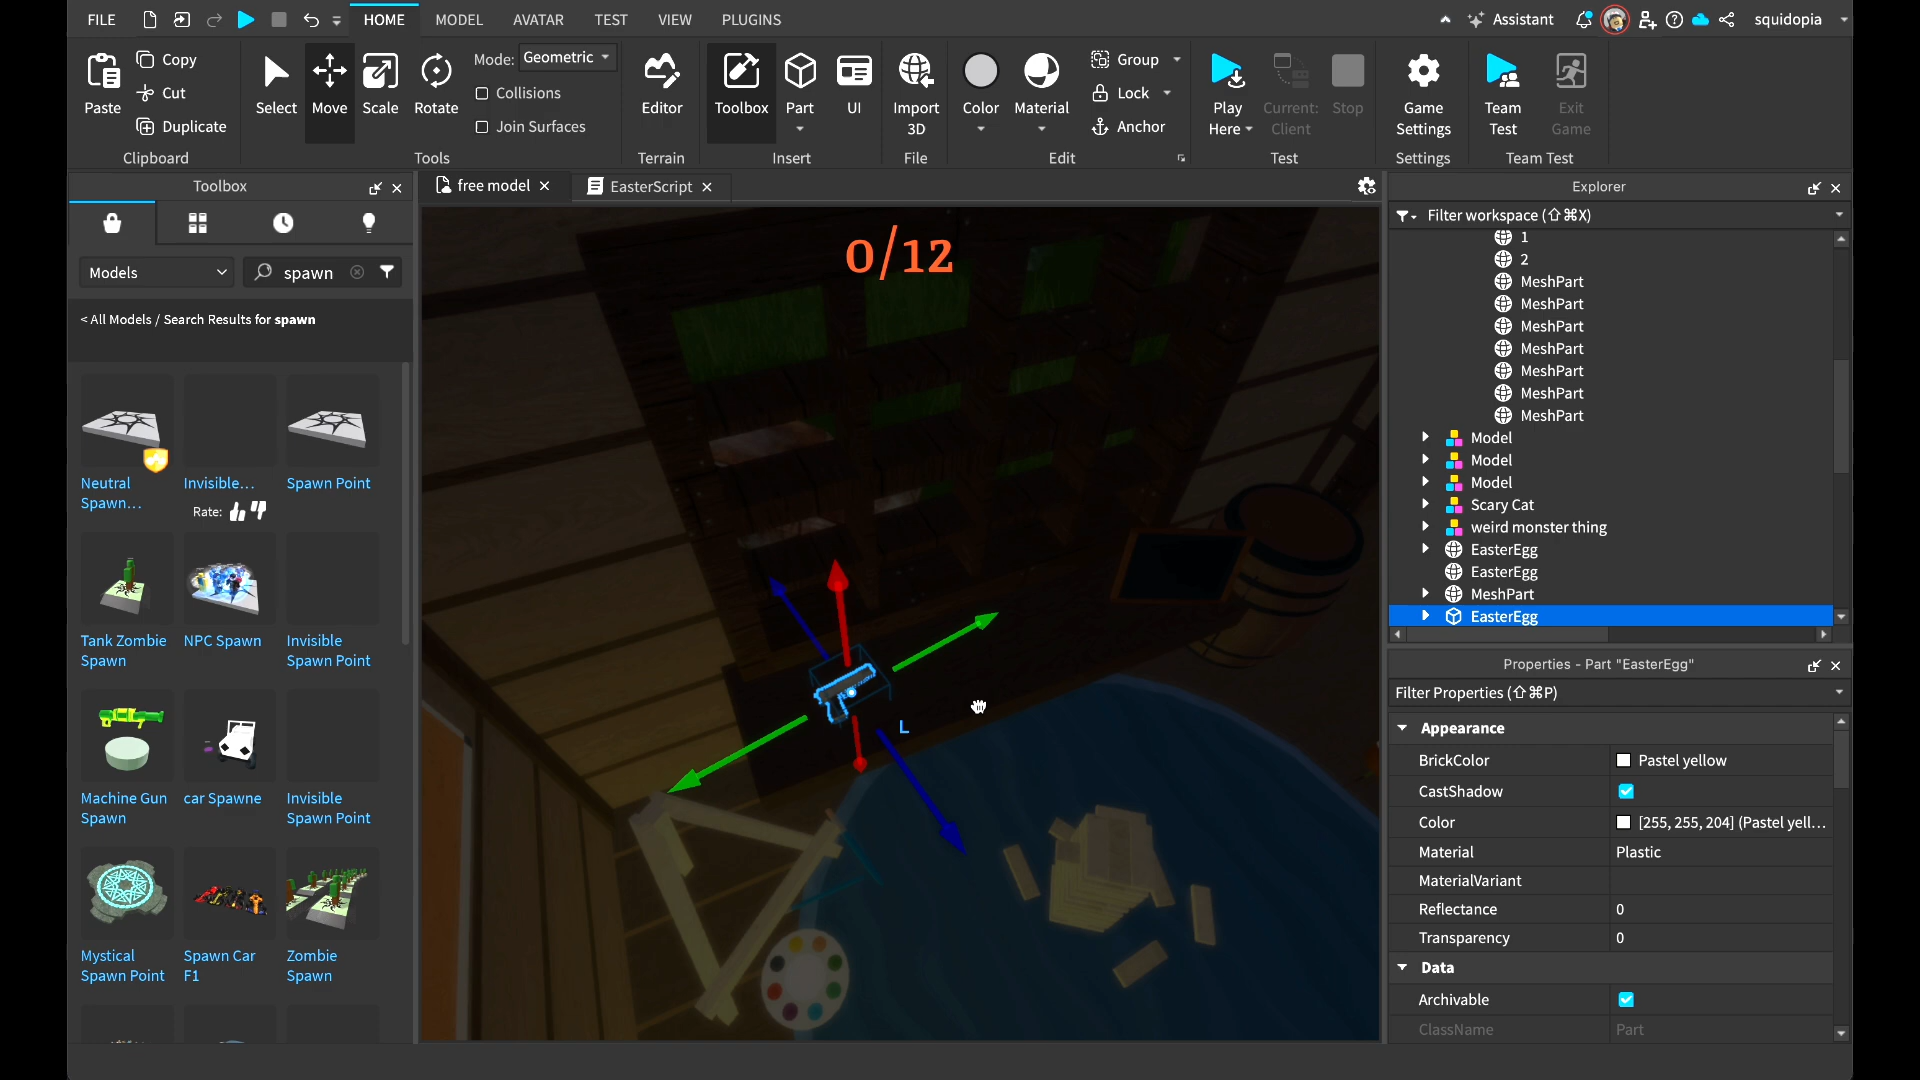 FILE
HOME
MODEL
AVATAR
TEST
VIEW
PLUGINS
Assistant
squidopia
Paste
Copy
Cut
Duplicate
Clipboard
Select
Move
Scale
Rotate
Mode: Geometric
Collisions
Join Surfaces
Tools
Editor
Terrain
Toolbox
Part
UI
Insert
Import
3D
File
Color
Material
Group
Lock
Anchor
Edit
Play
Here
Current:
Client
Stop
Test
Game
Settings
Settings
Team
Test
Exit
Game
Team Test
Toolbox
Models
spawn
< All Models / Search Results for spawn
Neutral
Spawn...
Invisible...
Rate:
Spawn Point
Tank Zombie
Spawn
NPC Spawn
Invisible
Spawn Point
Machine Gun
Spawn
car Spawne
Invisible
Spawn Point
Mystical
Spawn Point
Spawn Car
F1
Zombie
Spawn
free model
EasterScript
0/12
L
Explorer
Filter workspace (⇧⌘X)
1
2
MeshPart
MeshPart
MeshPart
MeshPart
MeshPart
MeshPart
MeshPart
Model
Model
Model
Scary Cat
weird monster thing
EasterEgg
EasterEgg
MeshPart
EasterEgg
Properties - Part "EasterEgg"
Filter Properties (⇧⌘P)
Appearance
BrickColor Pastel yellow
CastShadow
Color [255, 255, 204] (Pastel yell...
Material Plastic
MaterialVariant
Reflectance 0
Transparency 0
Data
Archivable
ClassName Part